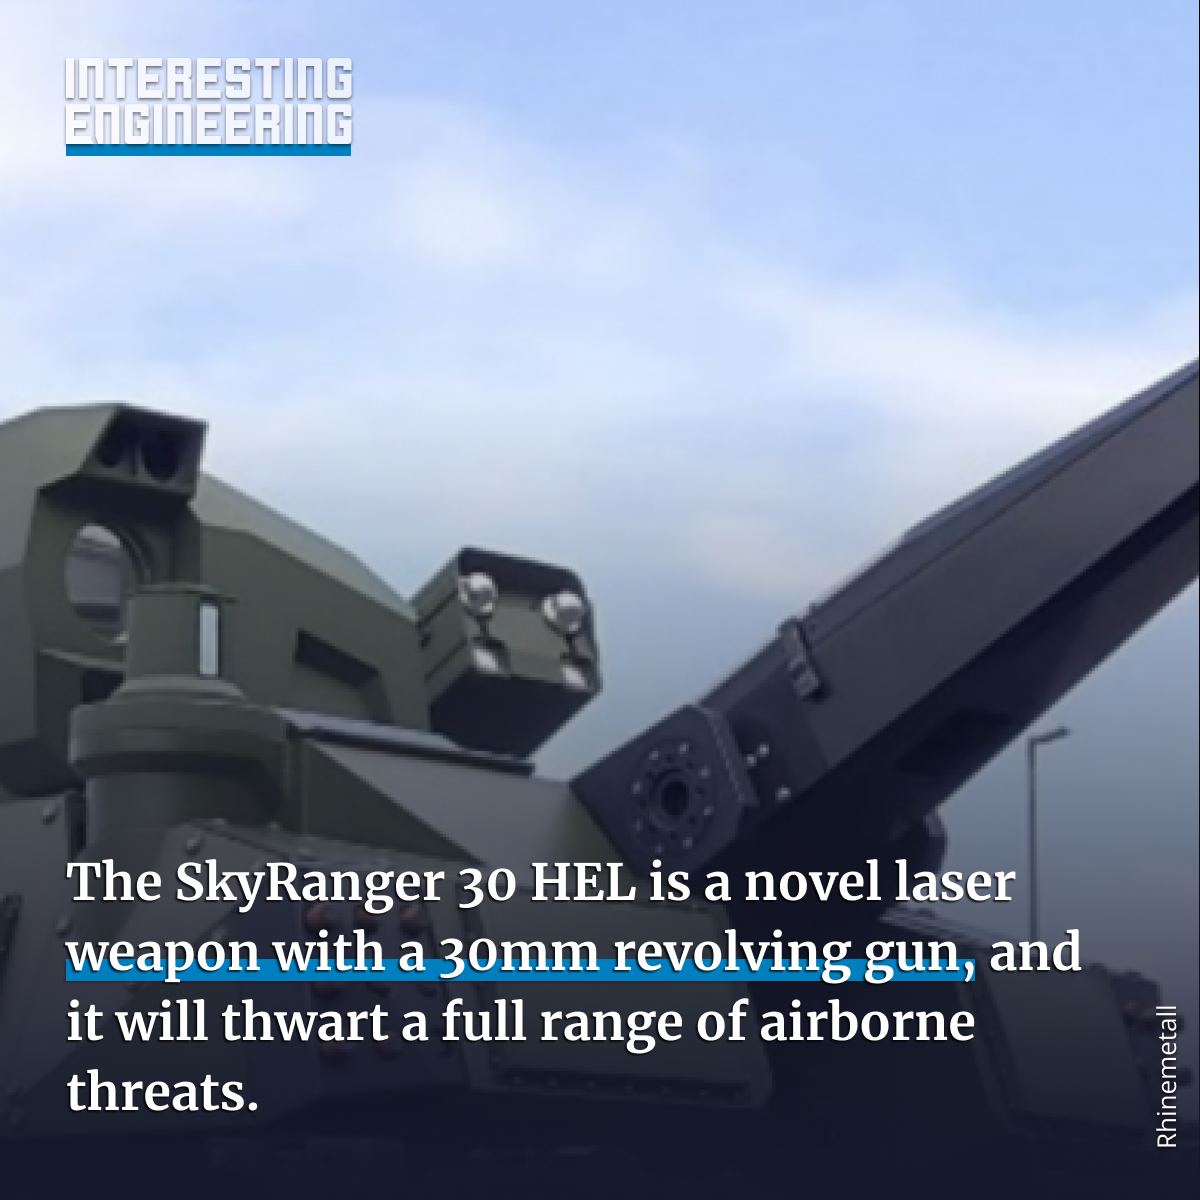 INTERESTING
ENGINEERING
The SkyRanger 30 HEL is a novel laser
weapon with a 30mm revolving gun, and
it will thwart a full range of airborne
threats.
Rhinemetall